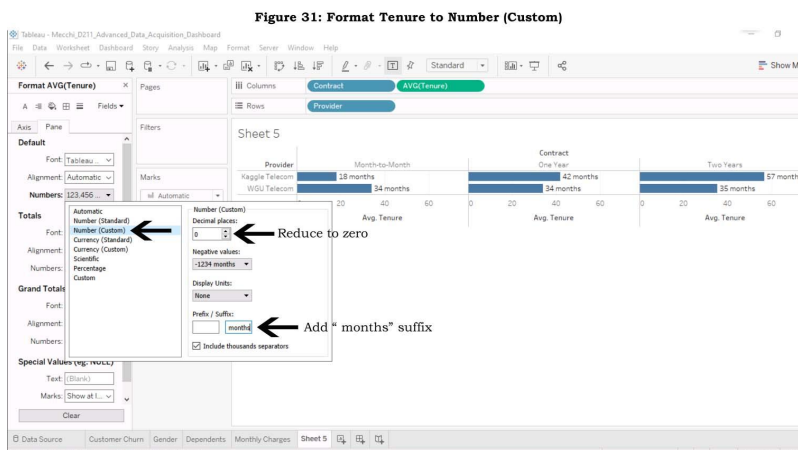 Figure 31: Format Tenure to Number (Custom)
Tableau - Mecchi_D211_Advanced_Data_Acquisition_Dashboard
File Data Worksheet Dashboard Story Analysis Map Format Server Window Help
Standard
Show M
Format AVG(Tenure) ×
Fields
Axis Pane
Default
Font: Tableau ...
Alignment: Automatic
Numbers: 123.456 ...
Totals
Font:
Alignment:
Numbers:
Grand Totals
Font:
Alignment:
Numbers:
Special Values (eg. NULL)
Text: (Blank)
Marks: Show at l...
Clear
Pages
Filters
Marks
Automatic
Automatic
Number (Standard)
Number (Custom)
Currency (Standard)
Currency (Custom)
Scientific
Percentage
Custom
Number (Custom)
Decimal places:
0
Reduce to zero
Negative values:
-1234 months
Display Units:
None
Prefix / Suffix:
months
Add “ months” suffix
Include thousands separators
Columns Contract AVG(Tenure)
Rows Provider
Sheet 5
Contract
Provider Month-to-Month One Year Two Years
Kaggle Telecom 18 months 42 months 57 month
WGU Telecom 34 months 34 months 35 months
0 20 40 60 0 20 40 60 0 20 40 60
Avg. Tenure Avg. Tenure Avg. Tenure
Data Source Customer Churn Gender Dependents Monthly Charges Sheet 5